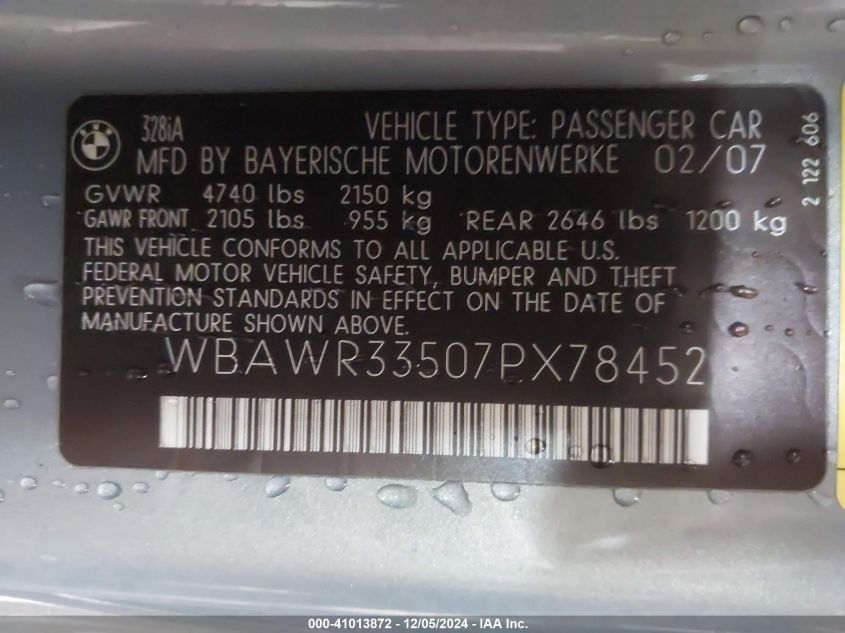 BMW
328iA
VEHICLE TYPE: PASSENGER CAR
MFD BY BAYERISCHE MOTORENWERKE 02/07
GVWR 4740 lbs 2150 kg
GAWR FRONT 2105 lbs 955 kg REAR 2646 lbs 1200 kg
THIS VEHICLE CONFORMS TO ALL APPLICABLE U.S.
FEDERAL MOTOR VEHICLE SAFETY, BUMPER AND THEFT
PREVENTION STANDARDS IN EFFECT ON THE DATE OF
MANUFACTURE SHOWN ABOVE.
WBAWR33507PX78452
2 122 606
000-41013872 - 12/05/2024 - IAA Inc.